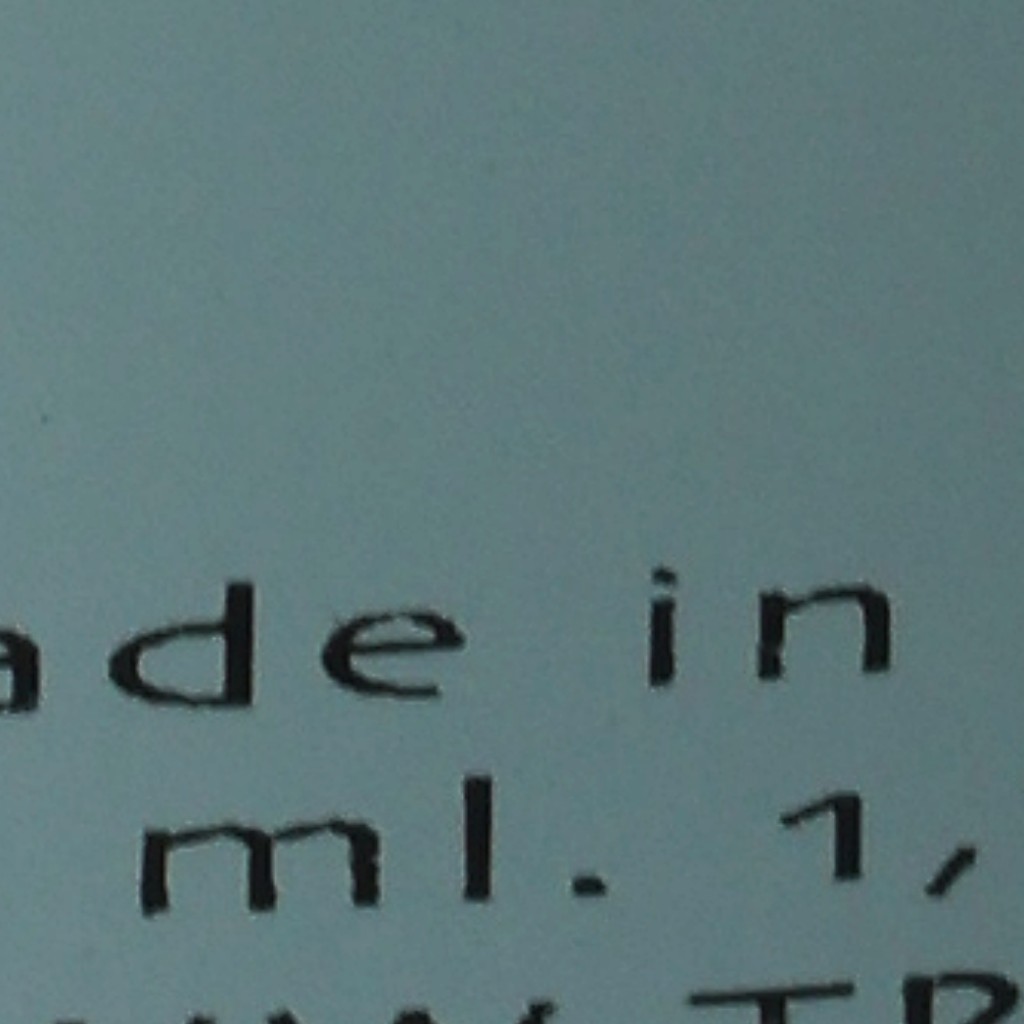 ade in
ml. 1,